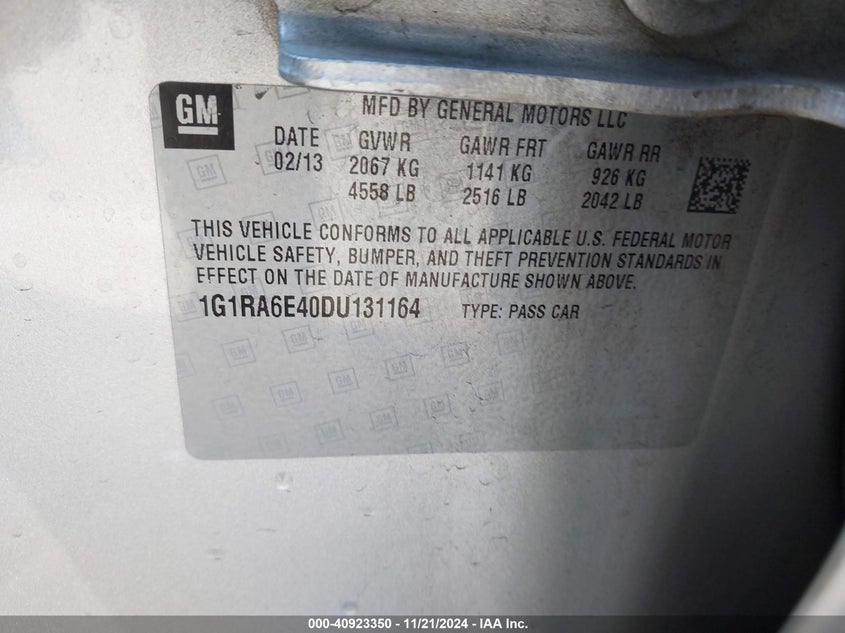 GM
MFD BY GENERAL MOTORS LLC
DATE GVWR GAWR FRT GAWR RR
02/13 2067 KG 1141 KG 926 KG
4558 LB 2516 LB 2042 LB
THIS VEHICLE CONFORMS TO ALL APPLICABLE U.S. FEDERAL MOTOR
VEHICLE SAFETY, BUMPER, AND THEFT PREVENTION STANDARDS IN
EFFECT ON THE DATE OF MANUFACTURE SHOWN ABOVE.
1G1RA6E40DU131164 TYPE: PASS CAR
000-40923350 - 11/21/2024 - IAA Inc.